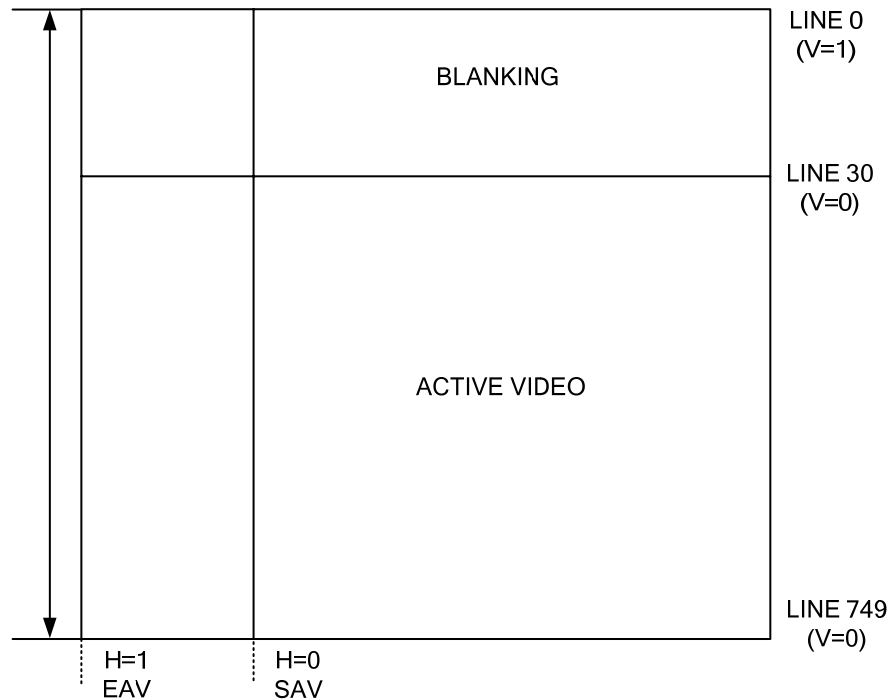 LINE 0
(V=1)
BLANKING
LINE 30
(V=0)
ACTIVE VIDEO
LINE 749
(V=0)
H=1
EAV
H=0
SAV